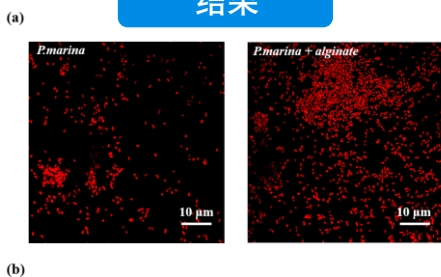 结果
(a)
P.marina
P.marina + alginate
10 μm
10 μm
(b)